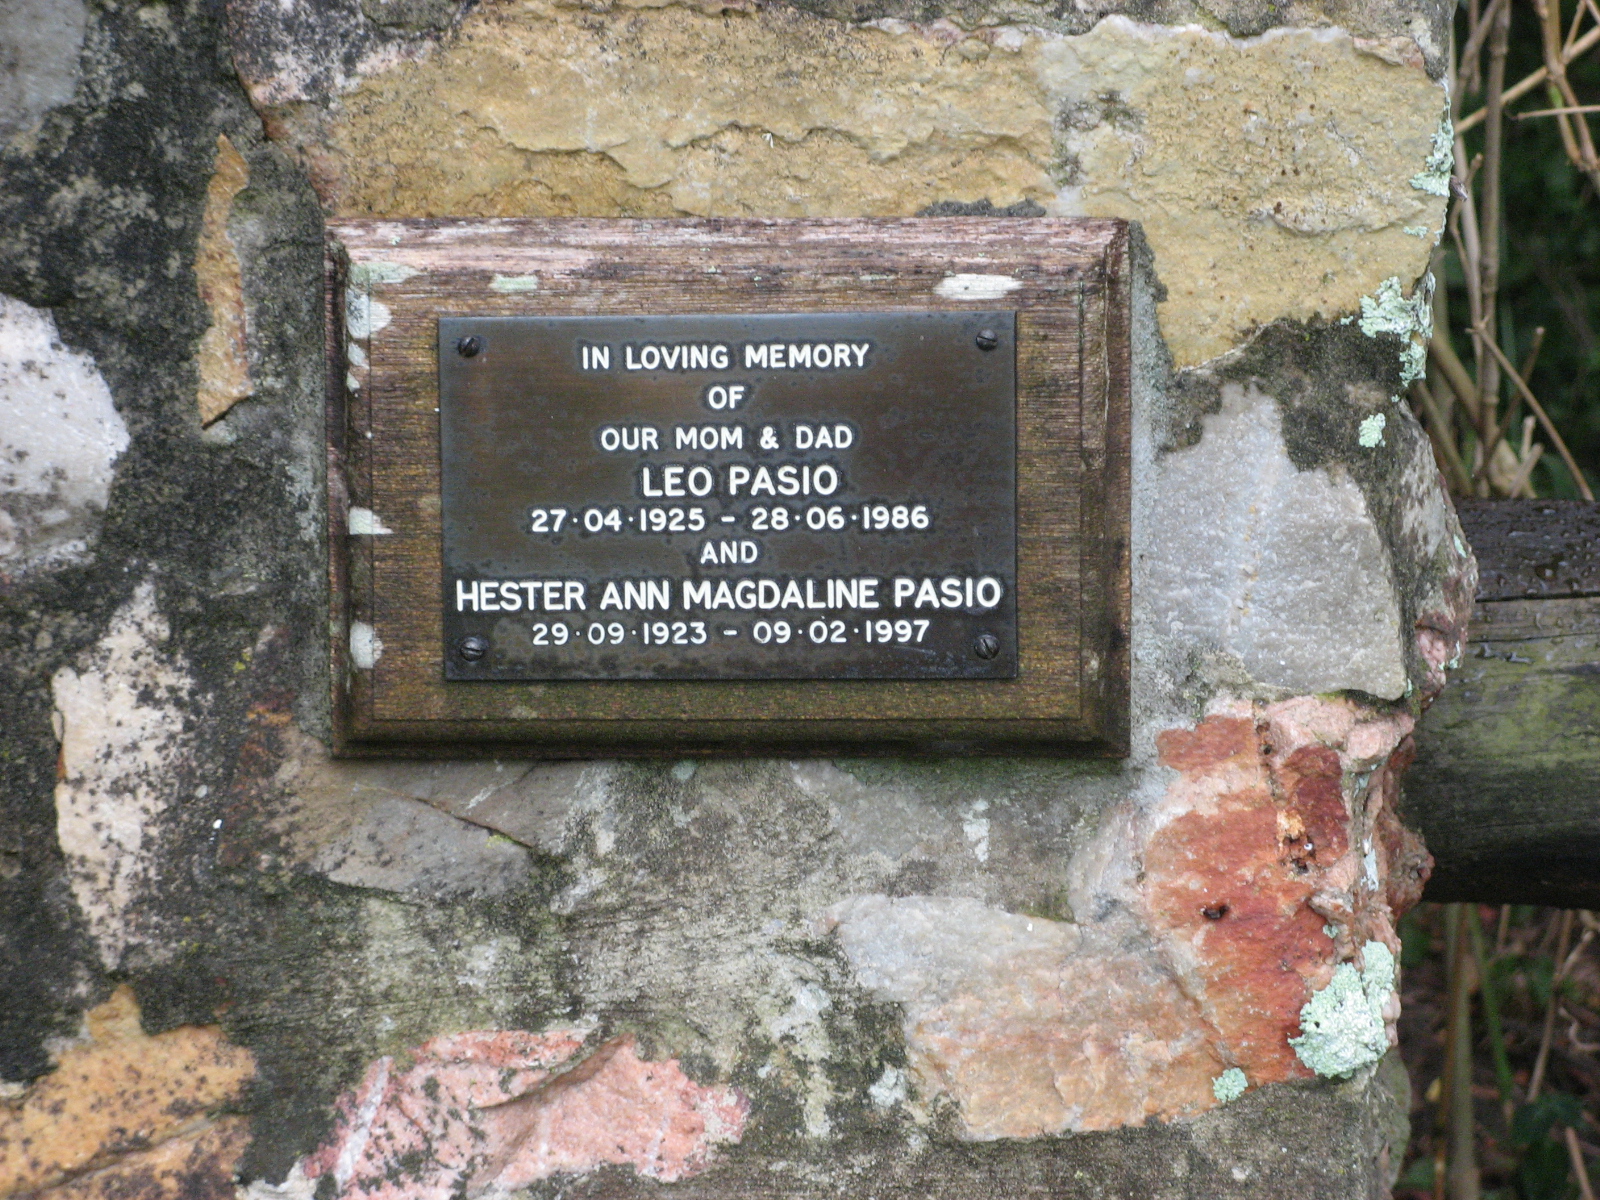 IN LOVING MEMORY
OF
OUR MOM & DAD
LEO PASIO
27·04·1925 – 28·06·1986
AND
HESTER ANN MAGDALINE PASIO
29·09·1923 – 09·02·1997